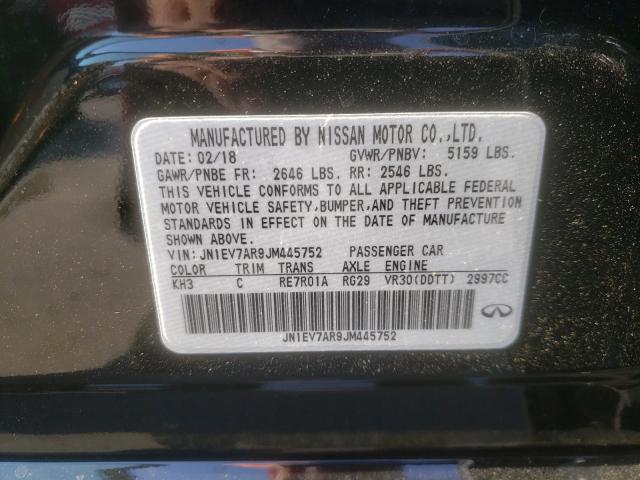 MANUFACTURED BY NISSAN MOTOR CO.,LTD.
DATE: 02/18 GVWR/PNBV: 5159 LBS.
GAWR/PNBE FR: 2646 LBS. RR: 2546 LBS.
THIS VEHICLE CONFORMS TO ALL APPLICABLE FEDERAL
MOTOR VEHICLE SAFETY, BUMPER, AND THEFT PREVENTION
STANDARDS IN EFFECT ON THE DATE OF MANUFACTURE
SHOWN ABOVE.
VIN: JN1EV7AR9JM445752 PASSENGER CAR
COLOR TRIM TRANS AXLE ENGINE
KH3 C RE7R01A RG29 VR30(DDTT) 2997CC
JN1EV7AR9JM445752